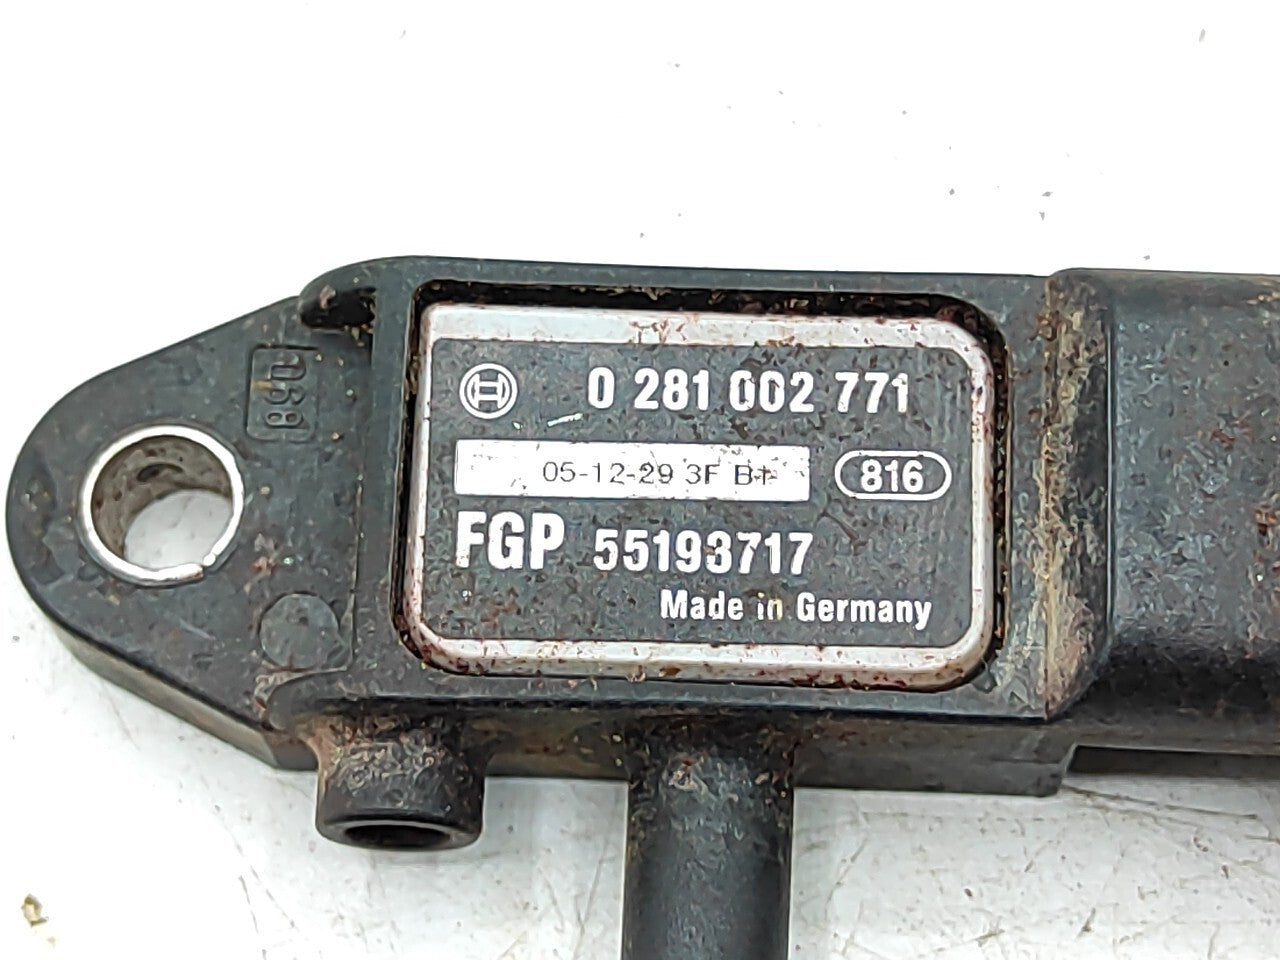 0 281 002 771
05-12-29 3F B+
816
FGP 55193717
Made in Germany